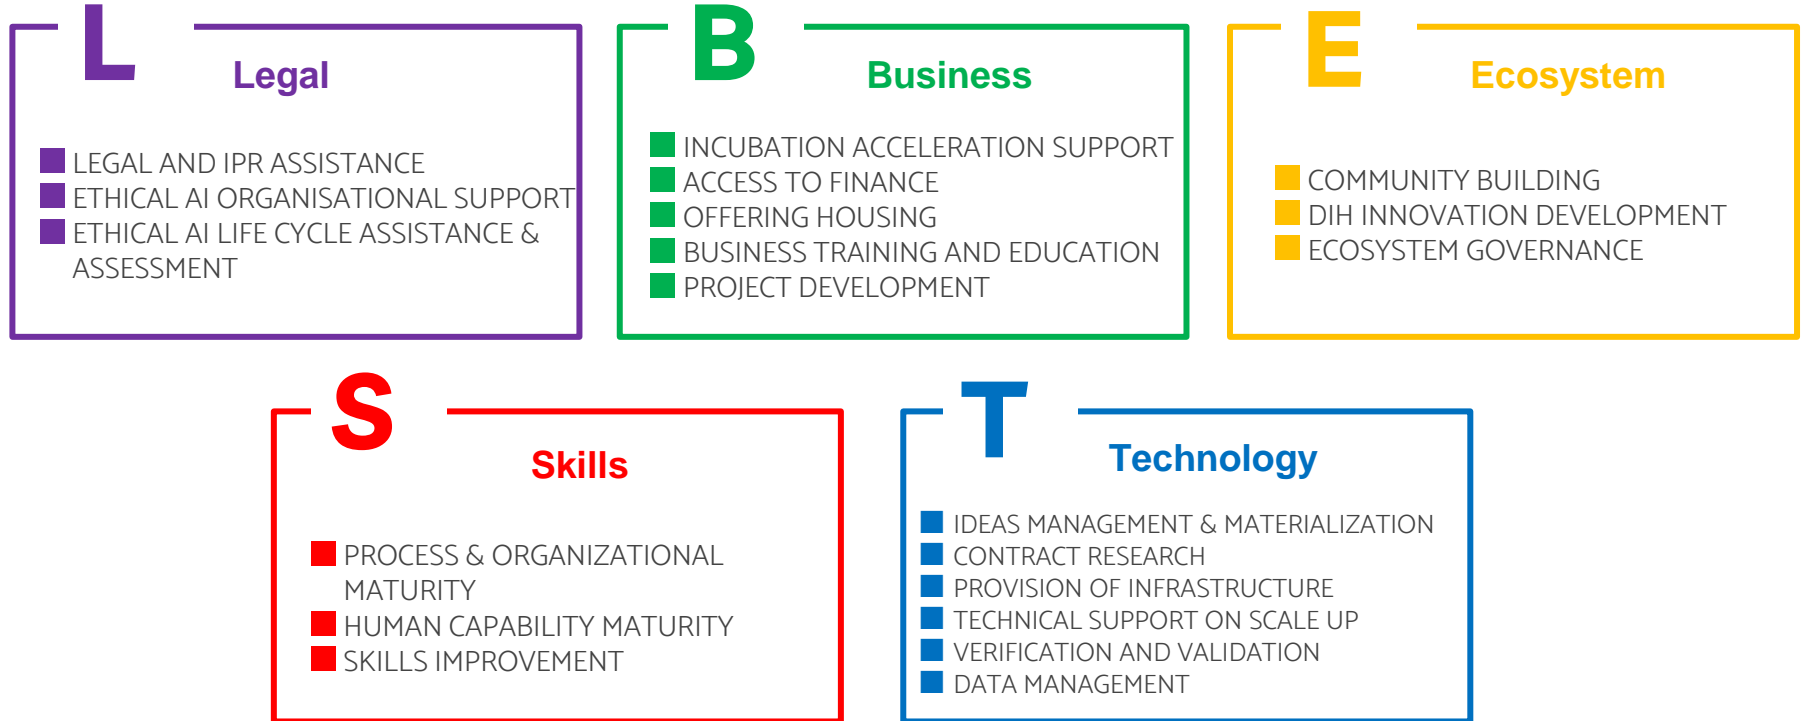 L
Legal
LEGAL AND IPR ASSISTANCE
ETHICAL AI ORGANISATIONAL SUPPORT
ETHICAL AI LIFE CYCLE ASSISTANCE &
ASSESSMENT
B
Business
INCUBATION ACCELERATION SUPPORT
ACCESS TO FINANCE
OFFERING HOUSING
BUSINESS TRAINING AND EDUCATION
PROJECT DEVELOPMENT
E
Ecosystem
COMMUNITY BUILDING
DIH INNOVATION DEVELOPMENT
ECOSYSTEM GOVERNANCE
S
Skills
PROCESS & ORGANIZATIONAL
MATURITY
HUMAN CAPABILITY MATURITY
SKILLS IMPROVEMENT
T
Technology
IDEAS MANAGEMENT & MATERIALIZATION
CONTRACT RESEARCH
PROVISION OF INFRASTRUCTURE
TECHNICAL SUPPORT ON SCALE UP
VERIFICATION AND VALIDATION
DATA MANAGEMENT